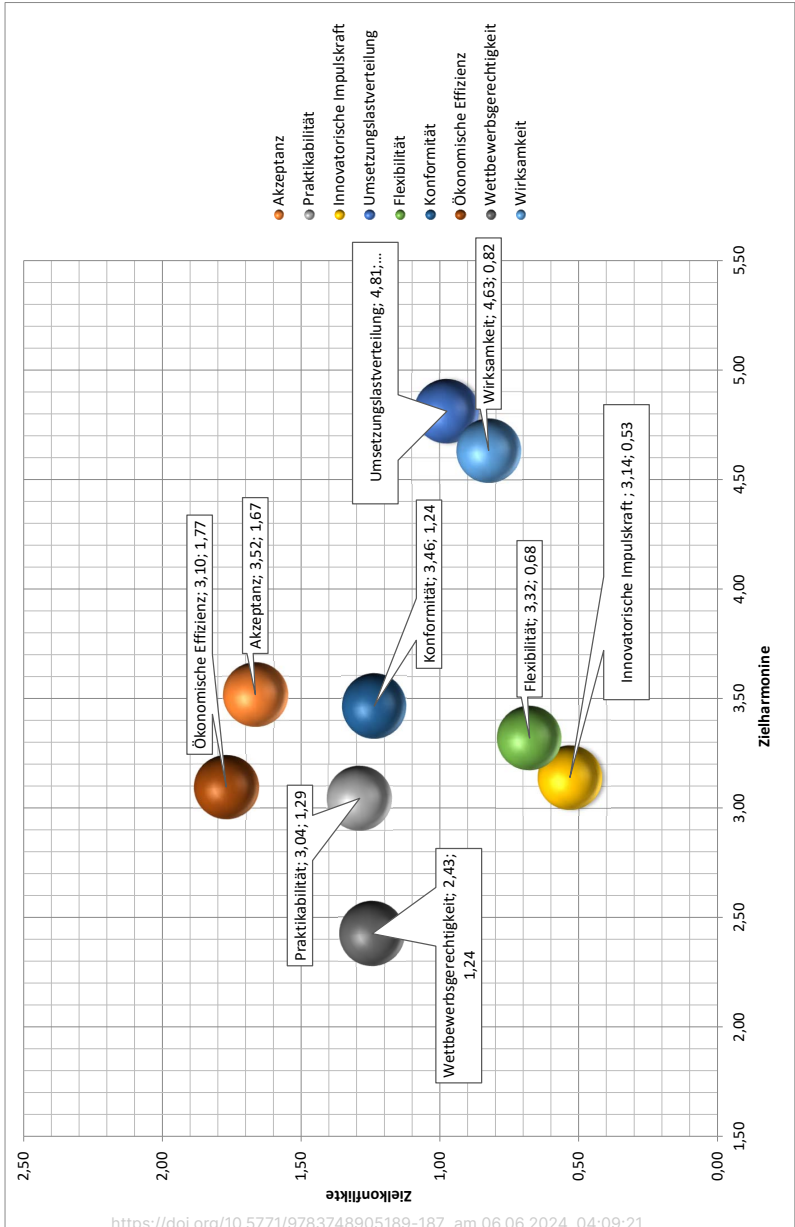 Zielkonflikte
2,50
2,00
1,50
1,00
0,50
0,00
Ökonomische Effizienz; 3,10; 1,77
Akzeptanz; 3,52; 1,67
Praktikabilität; 3,04; 1,29
Konformität; 3,46; 1,24
Wettbewerbsgerechtigkeit; 2,43;
1,24
Umsetzungslastverteilung; 4,81;...
Wirksamkeit; 4,63; 0,82
Flexibilität; 3,32; 0,68
Innovatorische Impulskraft ; 3,14; 0,53
1,50
2,00
2,50
3,00
3,50
4,00
4,50
5,00
5,50
Zielharmonine
Akzeptanz
Praktikabilität
Innovatorische Impulskraft
Umsetzungslastverteilung
Flexibilität
Konformität
Ökonomische Effizienz
Wettbewerbsgerechtigkeit
Wirksamkeit
https://doi.org/10.5771/9783748905189-187, am 06.06.2024, 04:09:21